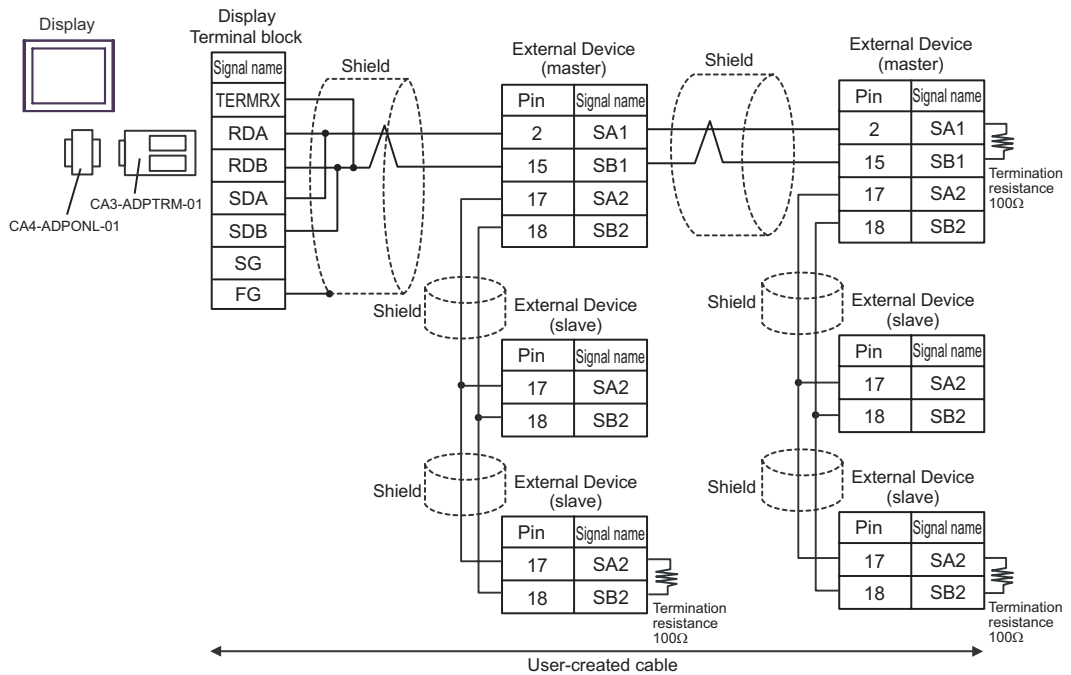 Display
CA3-ADPTRM-01
CA4-ADPONL-01
Display
Terminal block
Signal name
TERMRX
RDA
RDB
SDA
SDB
SG
FG
Shield
External Device
(master)
Pin Signal name
2 SA1
15 SB1
17 SA2
18 SB2
Shield
External Device
(master)
Pin Signal name
2 SA1
15 SB1
17 SA2
18 SB2
Termination
resistance
100Ω
Shield
External Device
(slave)
Pin Signal name
17 SA2
18 SB2
Shield
External Device
(slave)
Pin Signal name
17 SA2
18 SB2
Shield
External Device
(slave)
Pin Signal name
17 SA2
18 SB2
Termination
resistance
100Ω
Shield
External Device
(slave)
Pin Signal name
17 SA2
18 SB2
Termination
resistance
100Ω
User-created cable